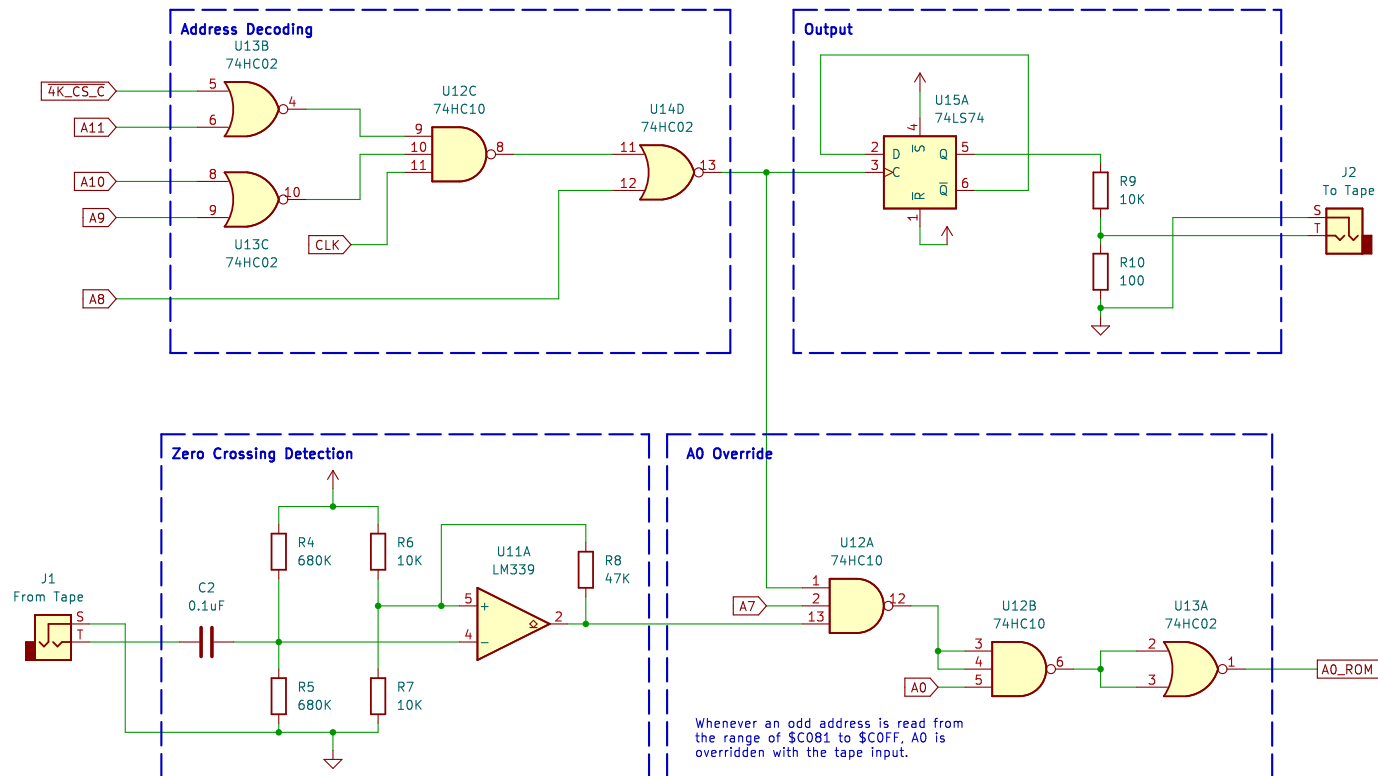 Address Decoding
U13B
74HC02
4K_CS_C
5
4
A11
6
U12C
74HC10
9
10
11
8
A10
8
10
A9
9
U13C
74HC02
CLK
A8
U14D
74HC02
11
12
13
Output
U15A
74LS74
4
S
2
D
Q
5
3
C
R
Q
6
1
R9
10K
R10
100
J2
To Tape
S
T
Zero Crossing Detection
R4
680K
R6
10K
U11A
LM339
R8
47K
J1
From Tape
S
T
C2
0.1uF
5
+
2
4
−
R5
680K
R7
10K
A0 Override
U12A
74HC10
1
A7
2
13
12
U12B
74HC10
3
4
A0
5
6
U13A
74HC02
2
3
1
A0_ROM
Whenever an odd address is read from
the range of $C081 to $C0FF, A0 is
overridden with the tape input.